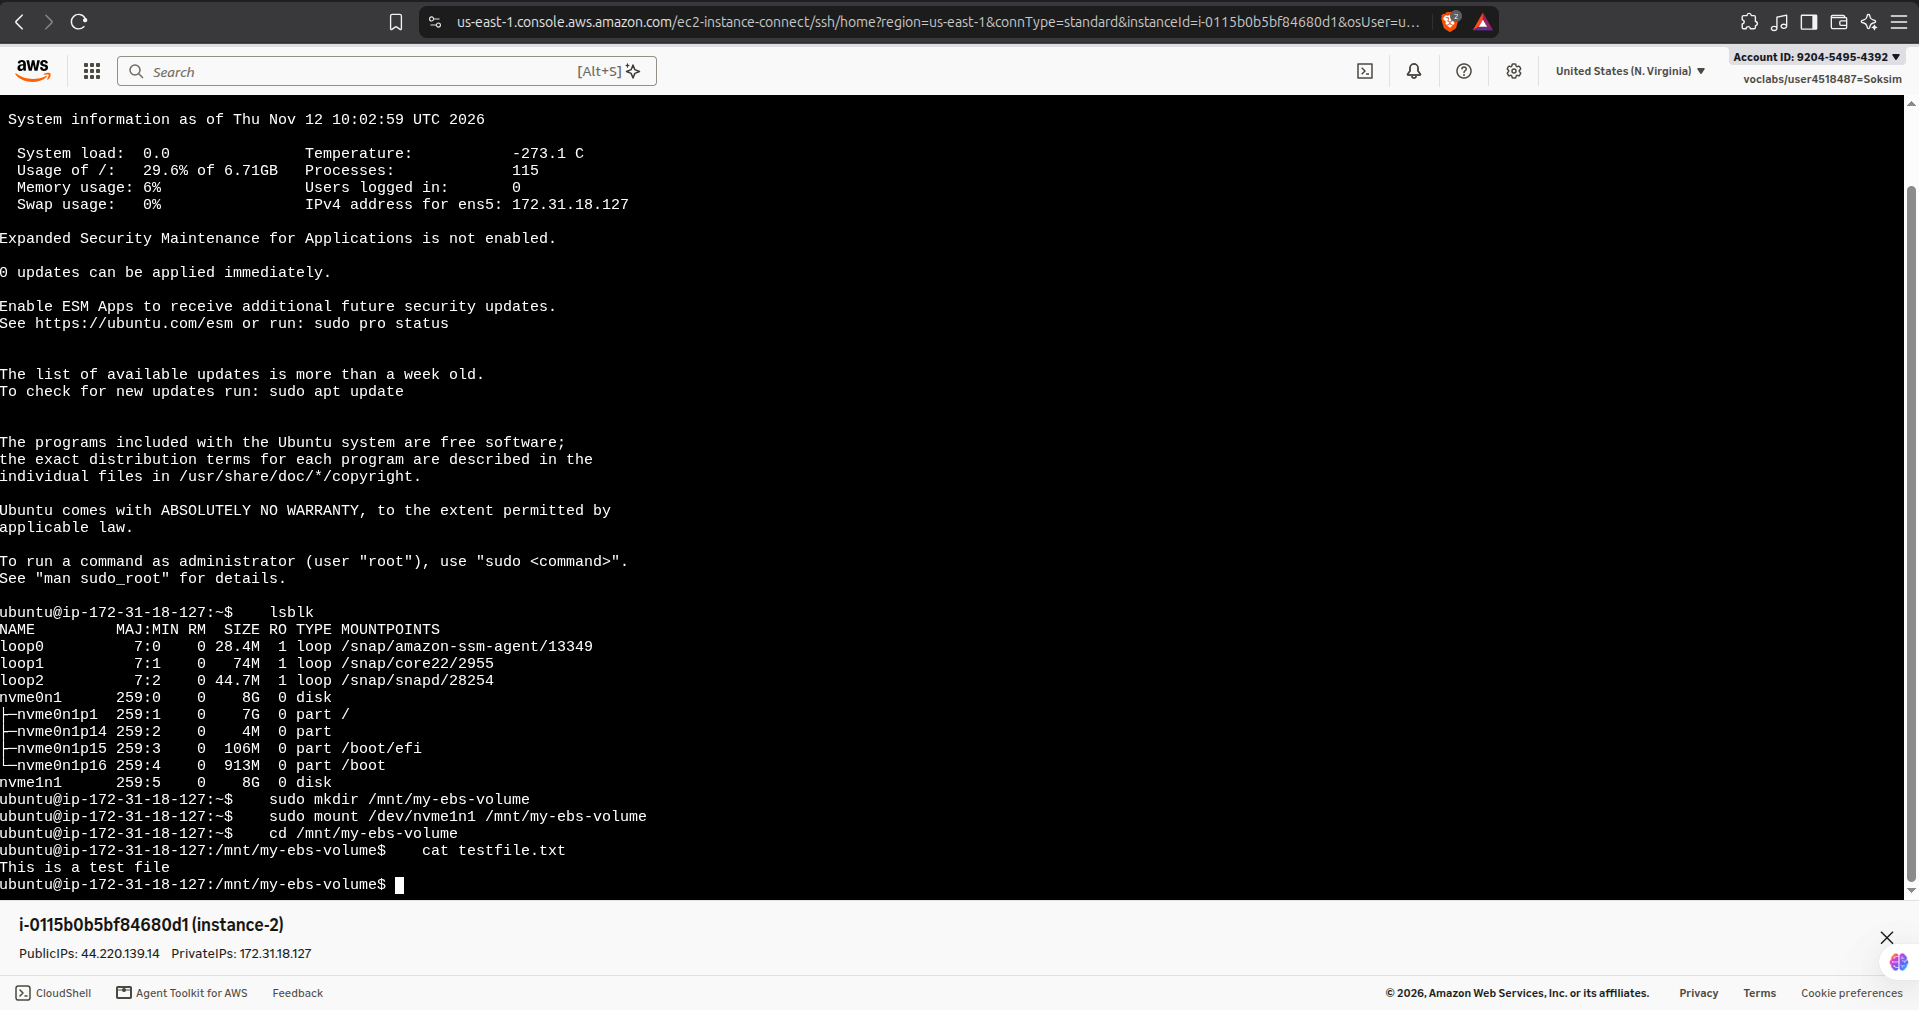 us-east-1.console.aws.amazon.com/ec2-instance-connect/ssh/home?region=us-east-1&connType=standard&instanceId=i-0115b0b5bf84680d1&osUser=u...
2
aws
Search
[Alt+S]
United States (N. Virginia)
Account ID: 9204-5495-4392
voclabs/user4518487=Soksim
System information as of Thu Nov 12 10:02:59 UTC 2026
System load:  0.0               Temperature:           -273.1 C
Usage of /:   29.6% of 6.71GB   Processes:             115
Memory usage: 6%                Users logged in:       0
Swap usage:   0%                IPv4 address for ens5: 172.31.18.127
Expanded Security Maintenance for Applications is not enabled.
0 updates can be applied immediately.
Enable ESM Apps to receive additional future security updates.
See https://ubuntu.com/esm or run: sudo pro status
The list of available updates is more than a week old.
To check for new updates run: sudo apt update
The programs included with the Ubuntu system are free software;
the exact distribution terms for each program are described in the
individual files in /usr/share/doc/*/copyright.
Ubuntu comes with ABSOLUTELY NO WARRANTY, to the extent permitted by
applicable law.
To run a command as administrator (user "root"), use "sudo <command>".
See "man sudo_root" for details.
ubuntu@ip-172-31-18-127:~$    lsblk
NAME         MAJ:MIN RM  SIZE RO TYPE MOUNTPOINTS
loop0          7:0    0 28.4M  1 loop /snap/amazon-ssm-agent/13349
loop1          7:1    0   74M  1 loop /snap/core22/2955
loop2          7:2    0 44.7M  1 loop /snap/snapd/28254
nvme0n1      259:0    0    8G  0 disk
├─nvme0n1p1  259:1    0    7G  0 part /
├─nvme0n1p14 259:2    0    4M  0 part
├─nvme0n1p15 259:3    0  106M  0 part /boot/efi
└─nvme0n1p16 259:4    0  913M  0 part /boot
nvme1n1      259:5    0    8G  0 disk
ubuntu@ip-172-31-18-127:~$    sudo mkdir /mnt/my-ebs-volume
ubuntu@ip-172-31-18-127:~$    sudo mount /dev/nvme1n1 /mnt/my-ebs-volume
ubuntu@ip-172-31-18-127:~$    cd /mnt/my-ebs-volume
ubuntu@ip-172-31-18-127:/mnt/my-ebs-volume$    cat testfile.txt
This is a test file
ubuntu@ip-172-31-18-127:/mnt/my-ebs-volume$
i-0115b0b5bf84680d1 (instance-2)
PublicIPs: 44.220.139.14   PrivateIPs: 172.31.18.127
CloudShell   Agent Toolkit for AWS   Feedback
© 2026, Amazon Web Services, Inc. or its affiliates.   Privacy   Terms   Cookie preferences